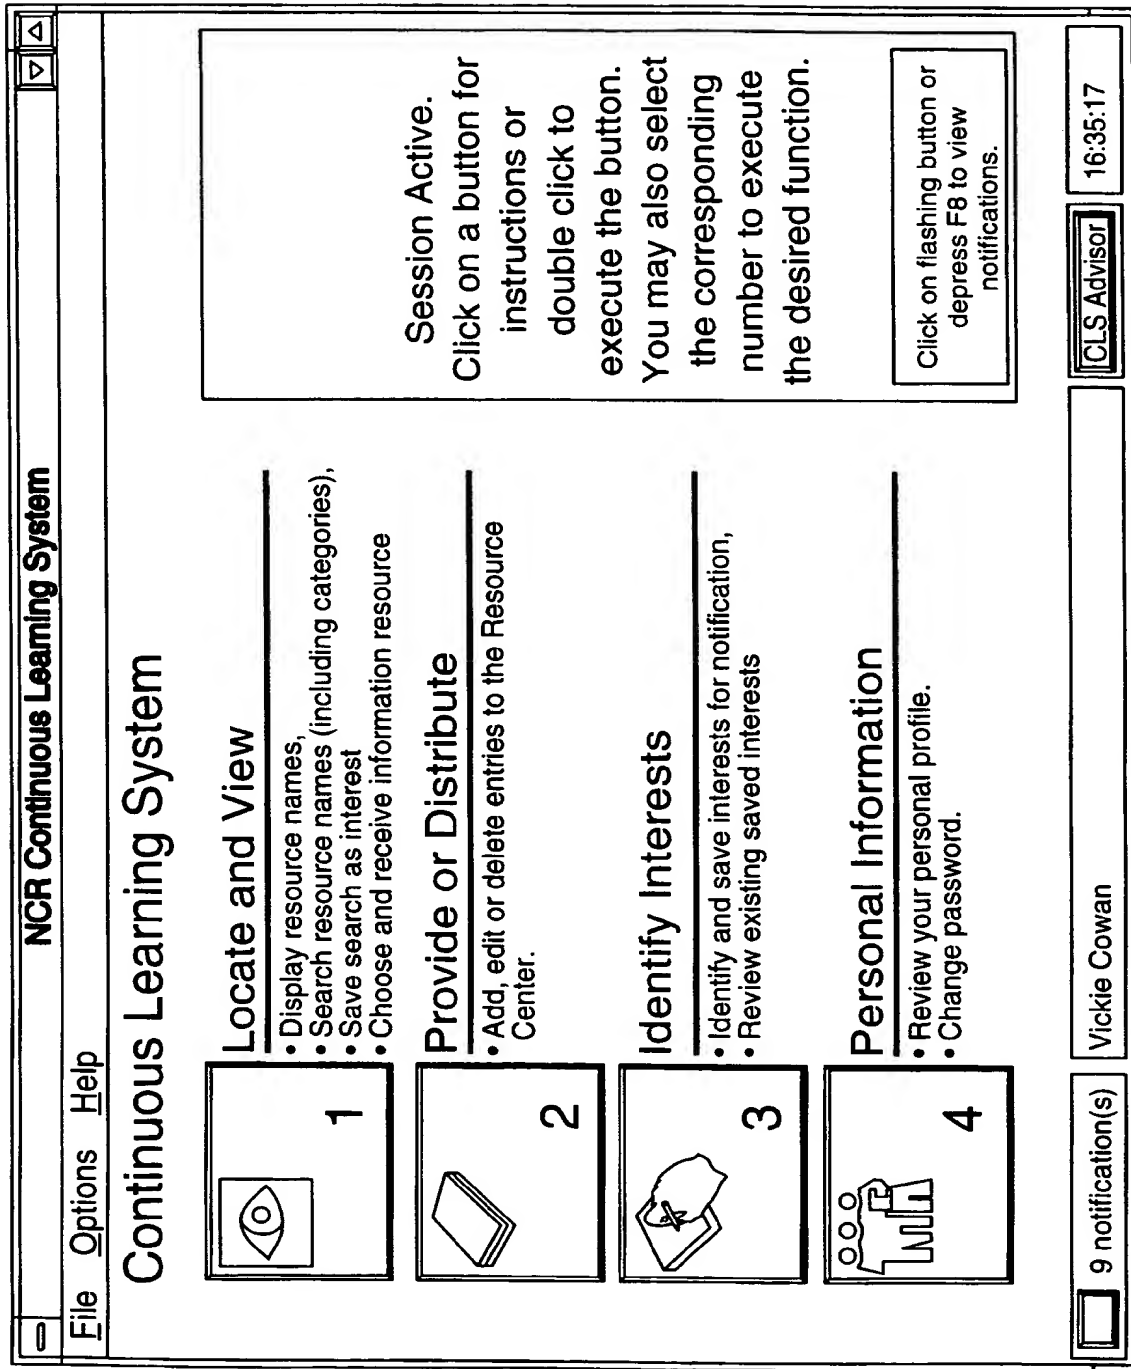 NCR Continuous Learning System
File Options Help
Continuous Learning System
1
Locate and View
• Display resource names,
• Search resource names (including categories),
• Save search as interest
• Choose and receive information resource
2
Provide or Distribute
• Add, edit or delete entries to the Resource
Center.
3
Identify Interests
• Identify and save interests for notification,
• Review existing saved interests
4
Personal Information
• Review your personal profile.
• Change password.
Session Active.
Click on a button for
instructions or
double click to
execute the button.
You may also select
the corresponding
number to execute
the desired function.
Click on flashing button or
depress F8 to view
notifications.
9 notification(s)
Vickie Cowan
CLS Advisor
16:35:17